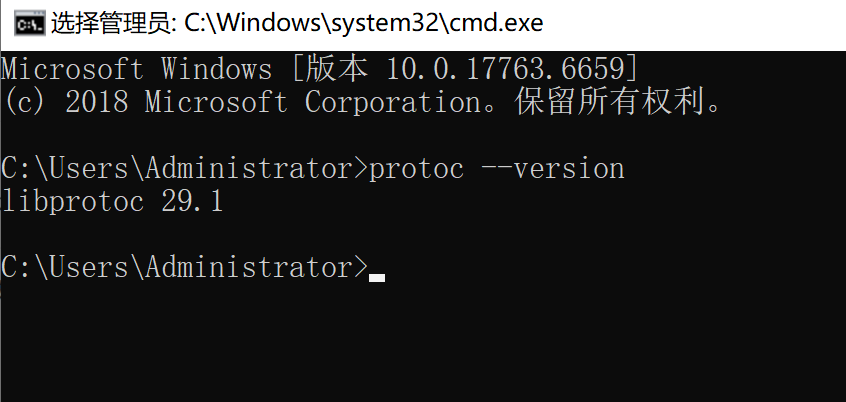 选择管理员: C:\Windows\system32\cmd.exe
Microsoft Windows [版本 10.0.17763.6659]
(c) 2018 Microsoft Corporation。保留所有权利。
C:\Users\Administrator>protoc --version
libprotoc 29.1
C:\Users\Administrator>